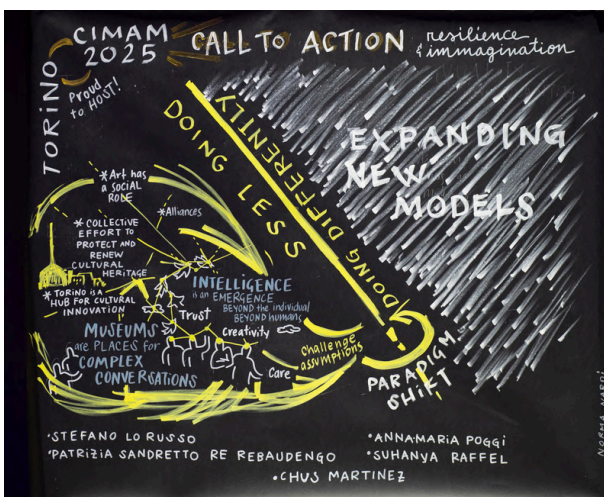 TORINO
CIMAM
2025
Proud
to HOST!
CALL TO ACTION
resilience
& immagination
DOING LESS
DOING DIFFERENTLY
EXPANDING
NEW
MODELS
*Art has
a social
ROLE
*Alliances
* COLLECTIVE
EFFORT TO
PROTECT AND
RENEW
CULTURAL
HERITAGE
* TORINO IS A
HUB FOR CULTURAL
INNOVATION
INTELLIGENCE
is an EMERGENCE
BEYOND the individual
BEYOND humans
Trust
Creativity
MUSEUMS
are PLACES for
COMPLEX
CONVERSATIONS
Care
Challenge
assumptions
PARADIGM
SHIFT
•STEFANO LO RUSSO
•PATRIZIA SANDRETTO RE REBAUDENGO
•ANNAMARIA POGGI
•SUHANYA RAFFEL
•CHUS MARTINEZ
NORMA NARDI